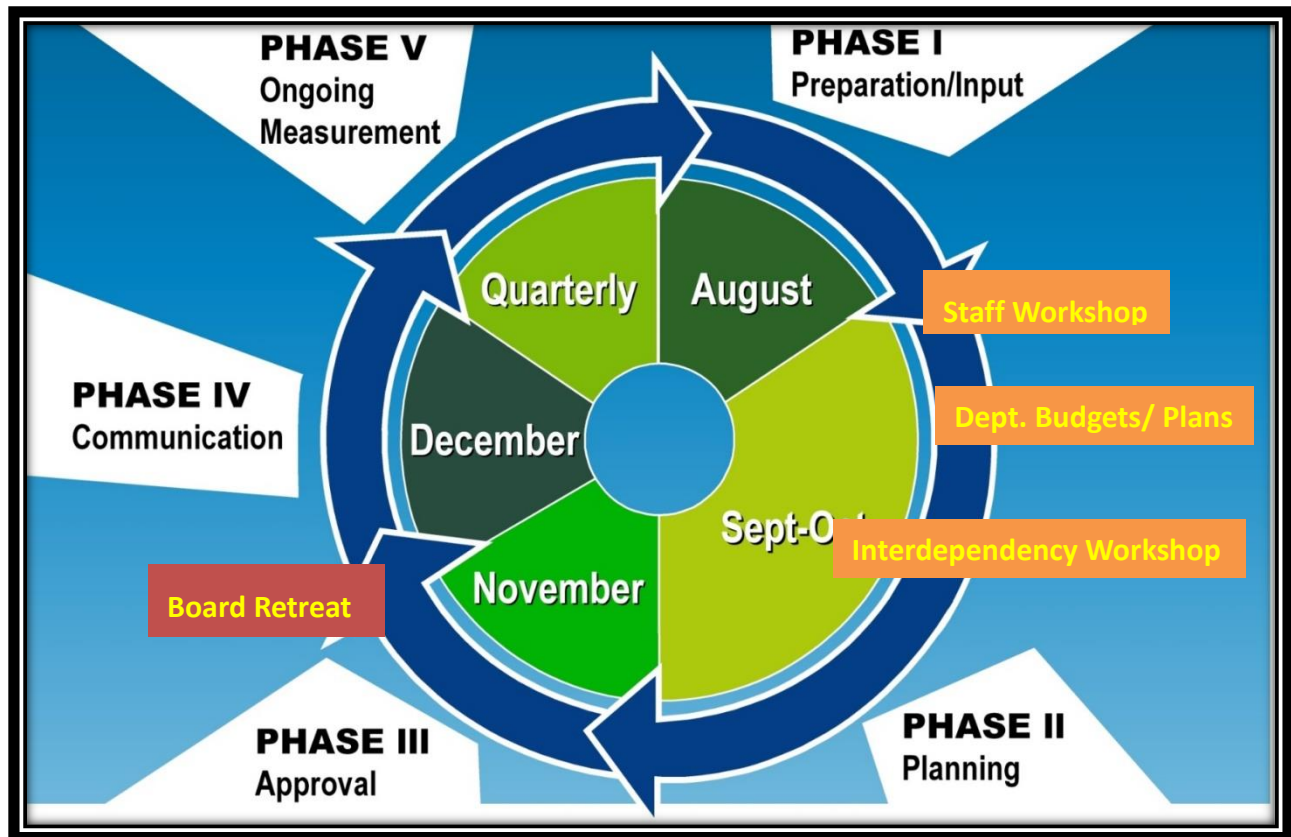 PHASE I
Preparation/Input
August
Staff Workshop
Dept. Budgets/ Plans
Interdependency Workshop
Sept-O
PHASE II
Planning
November
PHASE III
Approval
Board Retreat
December
PHASE IV
Communication
Quarterly
PHASE V
Ongoing
Measurement